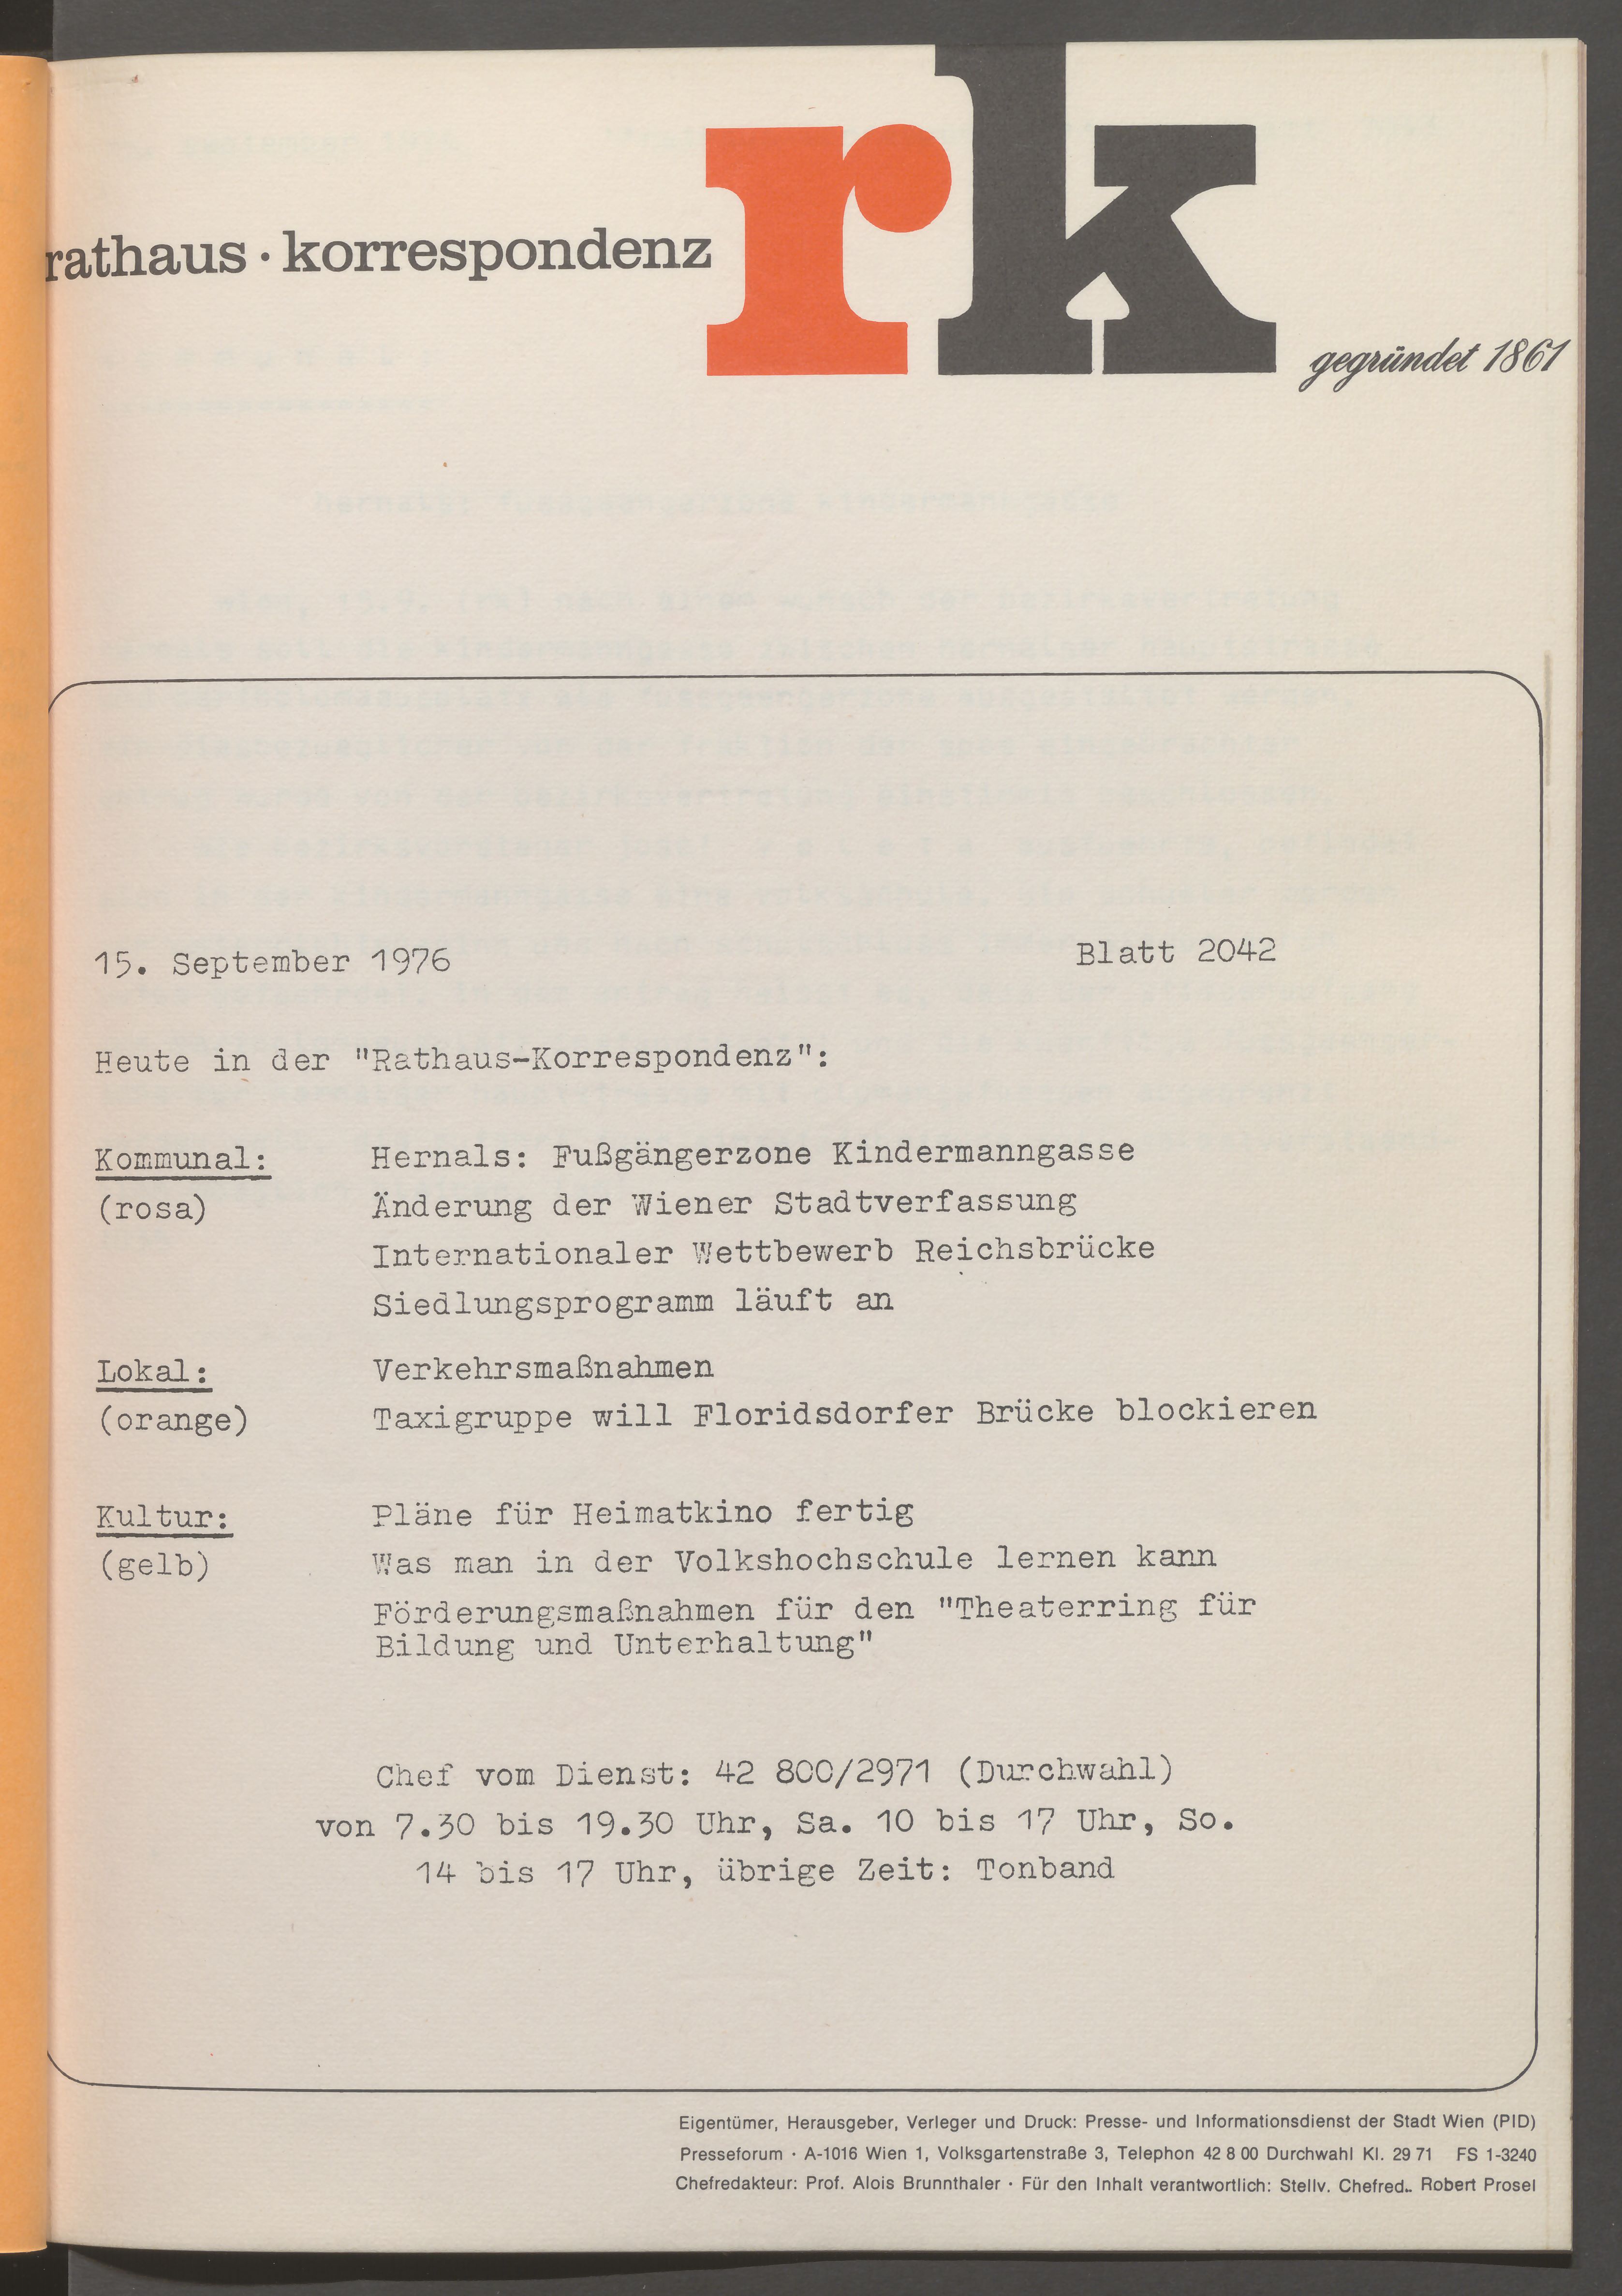 rathaus · korrespondenz
rk
gegründet 1861
15. September 1976 Blatt 2042
Heute in der "Rathaus-Korrespondenz":
Kommunal: Hernals: Fußgängerzone Kindermanngasse
(rosa) Änderung der Wiener Stadtverfassung
Internationaler Wettbewerb Reichsbrücke
Siedlungsprogramm läuft an
Lokal: Verkehrsmaßnahmen
(orange) Taxigruppe will Floridsdorfer Brücke blockieren
Kultur: Pläne für Heimatkino fertig
(gelb) Was man in der Volkshochschule lernen kann
Förderungsmaßnahmen für den "Theaterring für
Bildung und Unterhaltung"
Chef vom Dienst: 42 800/2971 (Durchwahl)
von 7.30 bis 19.30 Uhr, Sa. 10 bis 17 Uhr, So.
14 bis 17 Uhr, übrige Zeit: Tonband
Eigentümer, Herausgeber, Verleger und Druck: Presse- und Informationsdienst der Stadt Wien (PID)
Presseforum · A-1016 Wien 1, Volksgartenstraße 3, Telephon 42 8 00 Durchwahl Kl. 29 71 FS 1-3240
Chefredakteur: Prof. Alois Brunnthaler · Für den Inhalt verantwortlich: Stellv. Chefred.. Robert Prosel